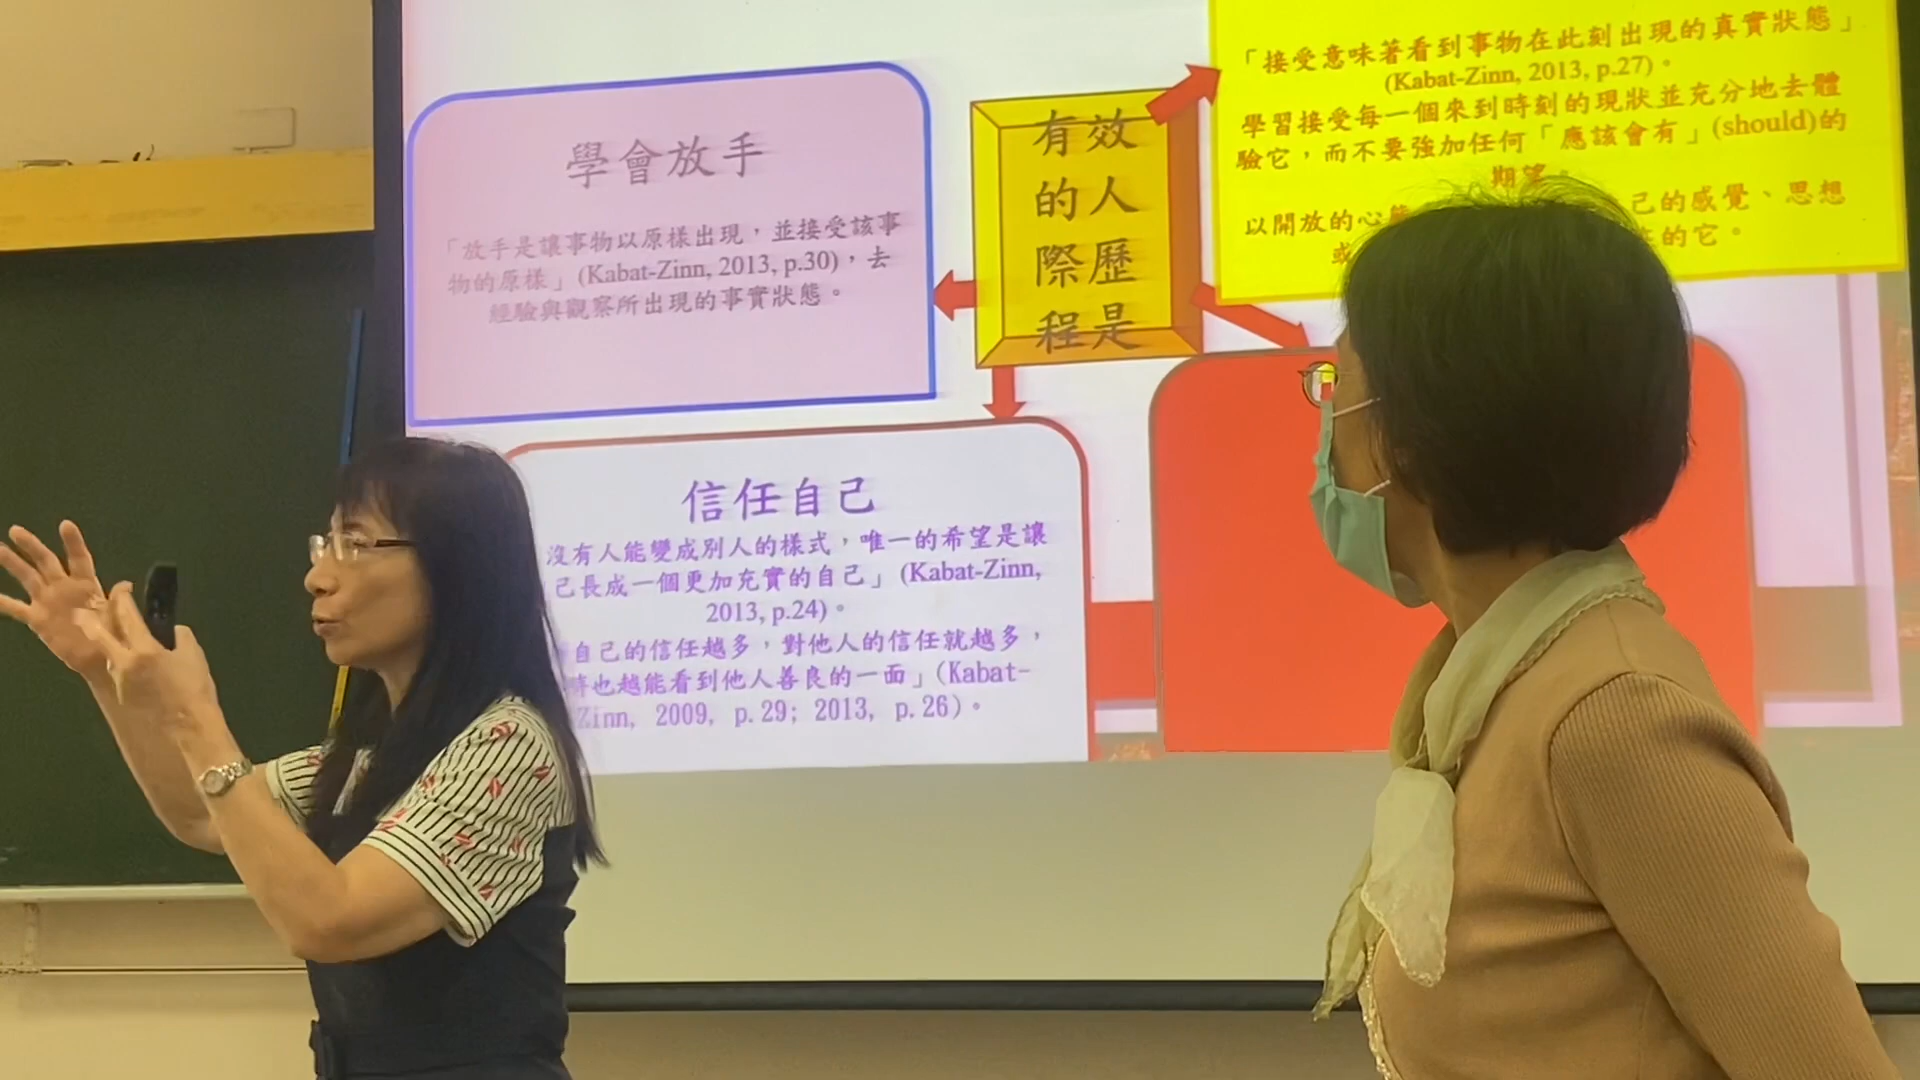 學會放手
「放手是讓事物以原樣出現，並接受該事
物的原樣」(Kabat-Zinn, 2013, p.30)，去
經驗與觀察所出現的事實狀態。
有效
的人
際歷
程是
「接受意味著看到事物在此刻出現的真實狀態」
(Kabat-Zinn, 2013, p.27)。
學習接受每一個來到時刻的現狀並充分地去體
驗它，而不要強加任何「應該會有」(should)的
期望。
以開放的心 己的感覺、思想
或 的它。
信任自己
沒有人能變成別人的樣式，唯一的希望是讓
己長成一個更加充實的自己」(Kabat-Zinn,
2013, p.24)。
自己的信任越多，對他人的信任就越多，
也越能看到他人善良的一面」(Kabat-
Zinn, 2009, p.29; 2013, p.26)。